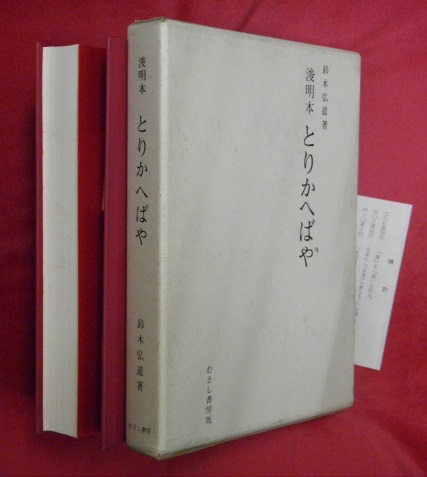 鈴木弘道著
浚明本 とりかへばや
むさし書房版
浚明本 とりかへばや 鈴木弘道著 むさし書房